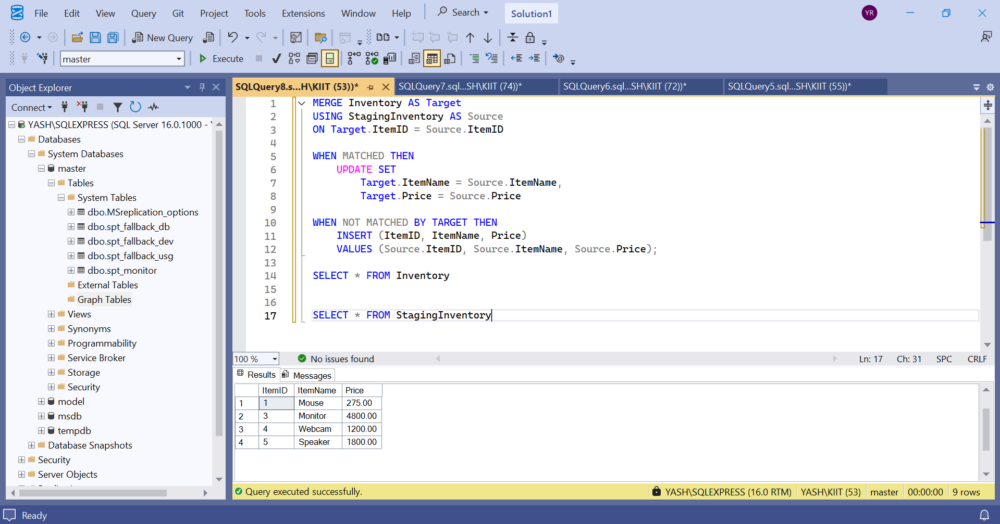 File Edit View Query Git Project Tools Extensions Window Help Search Solution1 YR
New Query
master Execute
Object Explorer
Connect
YASH\SQLEXPRESS (SQL Server 16.0.1000 -
Databases
System Databases
master
Tables
System Tables
dbo.MSreplication_options
dbo.spt_fallback_db
dbo.spt_fallback_dev
dbo.spt_fallback_usg
dbo.spt_monitor
External Tables
Graph Tables
Views
Synonyms
Programmability
Service Broker
Storage
Security
model
msdb
tempdb
Database Snapshots
Security
Server Objects
SQLQuery8.s...H\KIIT (53))* SQLQuery7.sql...SH\KIIT (74))* SQLQuery6.sql...SH\KIIT (72))* SQLQuery5.sql...SH\KIIT (55))*
1 MERGE Inventory AS Target
2 USING StagingInventory AS Source
3 ON Target.ItemID = Source.ItemID
4
5 WHEN MATCHED THEN
6 UPDATE SET
7 Target.ItemName = Source.ItemName,
8 Target.Price = Source.Price
9
10 WHEN NOT MATCHED BY TARGET THEN
11 INSERT (ItemID, ItemName, Price)
12 VALUES (Source.ItemID, Source.ItemName, Source.Price);
13
14 SELECT * FROM Inventory
15
16
17 SELECT * FROM StagingInventory
100 % No issues found Ln: 17 Ch: 31 SPC CRLF
Results Messages
ItemID ItemName Price
1 1 Mouse 275.00
2 3 Monitor 4800.00
3 4 Webcam 1200.00
4 5 Speaker 1800.00
Query executed successfully. YASH\SQLEXPRESS (16.0 RTM) YASH\KIIT (53) master 00:00:00 9 rows
Ready